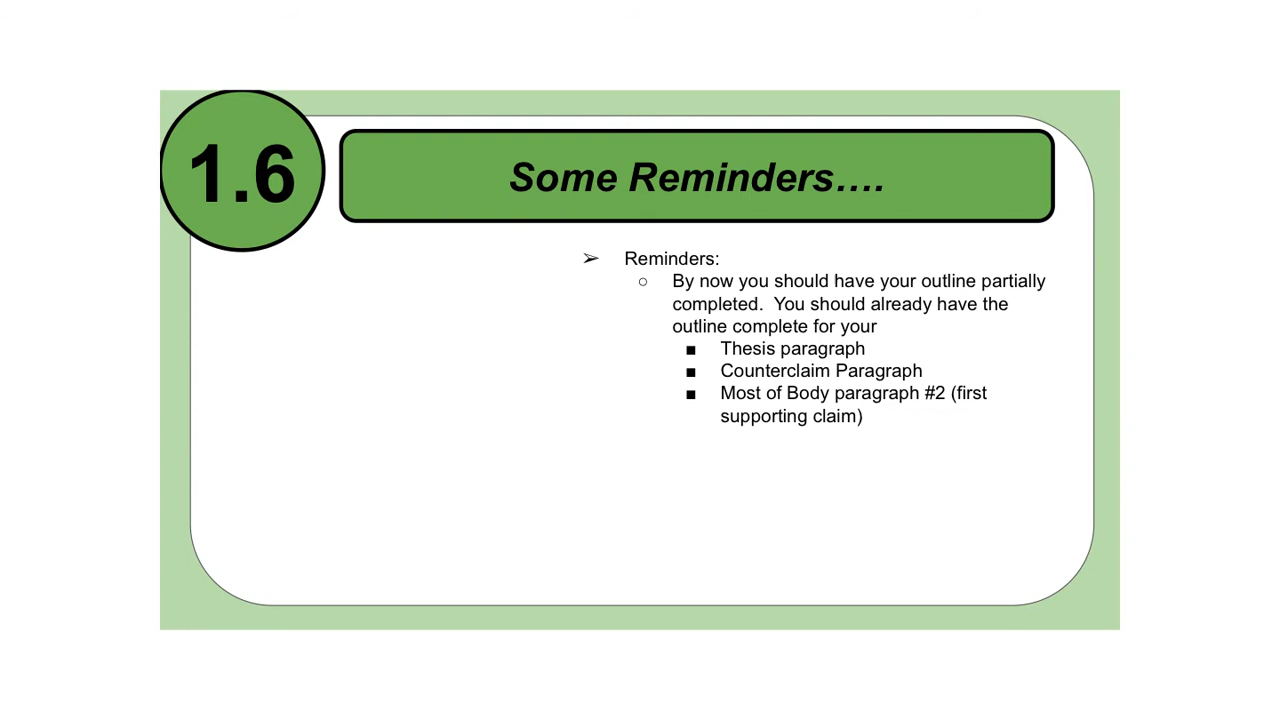 1.6
Some Reminders....
➢ Reminders:
○ By now you should have your outline partially
completed.  You should already have the
outline complete for your
■ Thesis paragraph
■ Counterclaim Paragraph
■ Most of Body paragraph #2 (first
supporting claim)